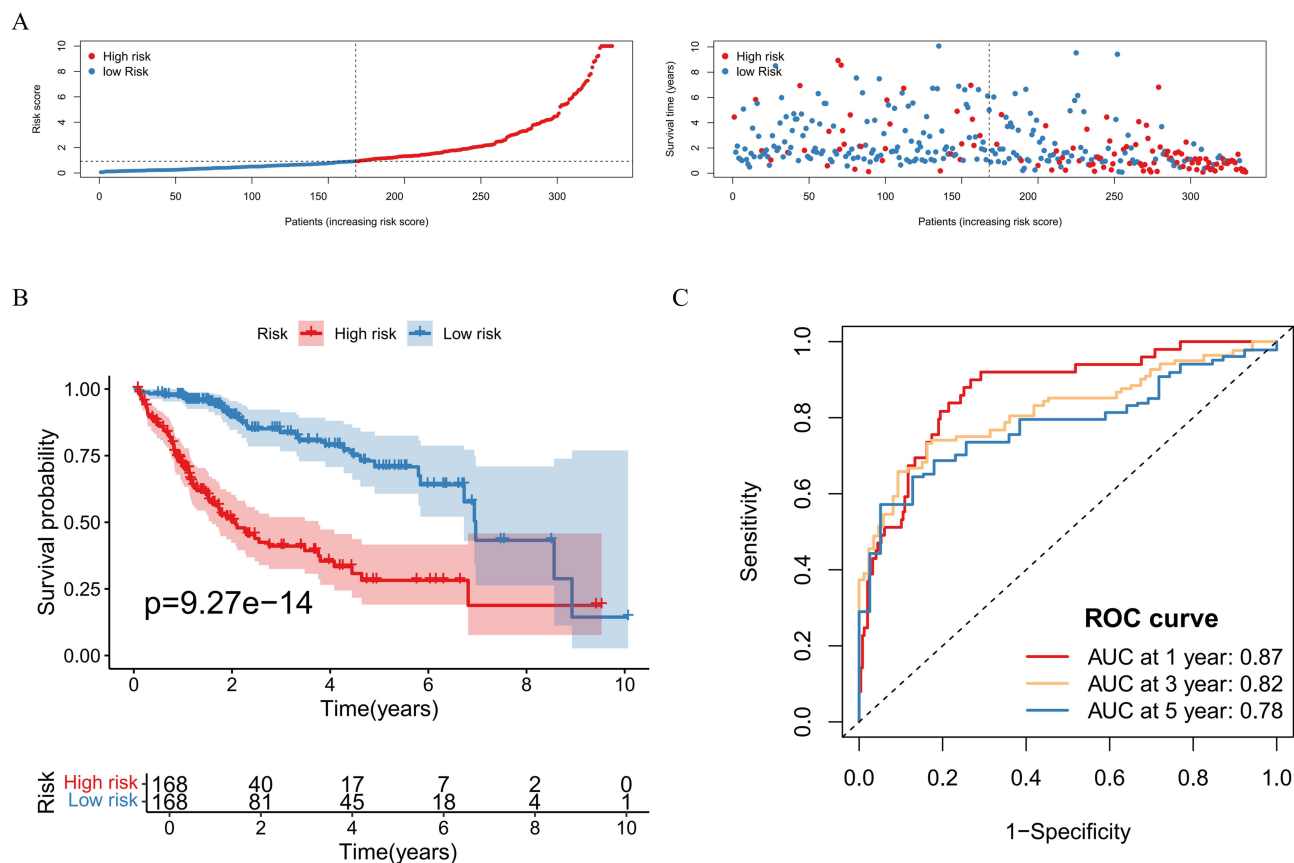 A
High risk
low Risk
Risk score
0 2 4 6 8 10
0 50 100 150 200 250 300
Patients (increasing risk score)
High risk
low Risk
Survival time (years)
0 2 4 6 8 10
0 50 100 150 200 250 300
Patients (increasing risk score)
B
Risk High risk Low risk
Survival probability
1.00
0.75
0.50
0.25
0.00
p=9.27e−14
0 2 4 6 8 10
Time(years)
Risk
High risk 168 40 17 7 2 0
Low risk 168 81 45 18 4 1
0 2 4 6 8 10
Time(years)
C
Sensitivity
0.0 0.2 0.4 0.6 0.8 1.0
ROC curve
AUC at 1 year: 0.87
AUC at 3 year: 0.82
AUC at 5 year: 0.78
0.0 0.2 0.4 0.6 0.8 1.0
1−Specificity